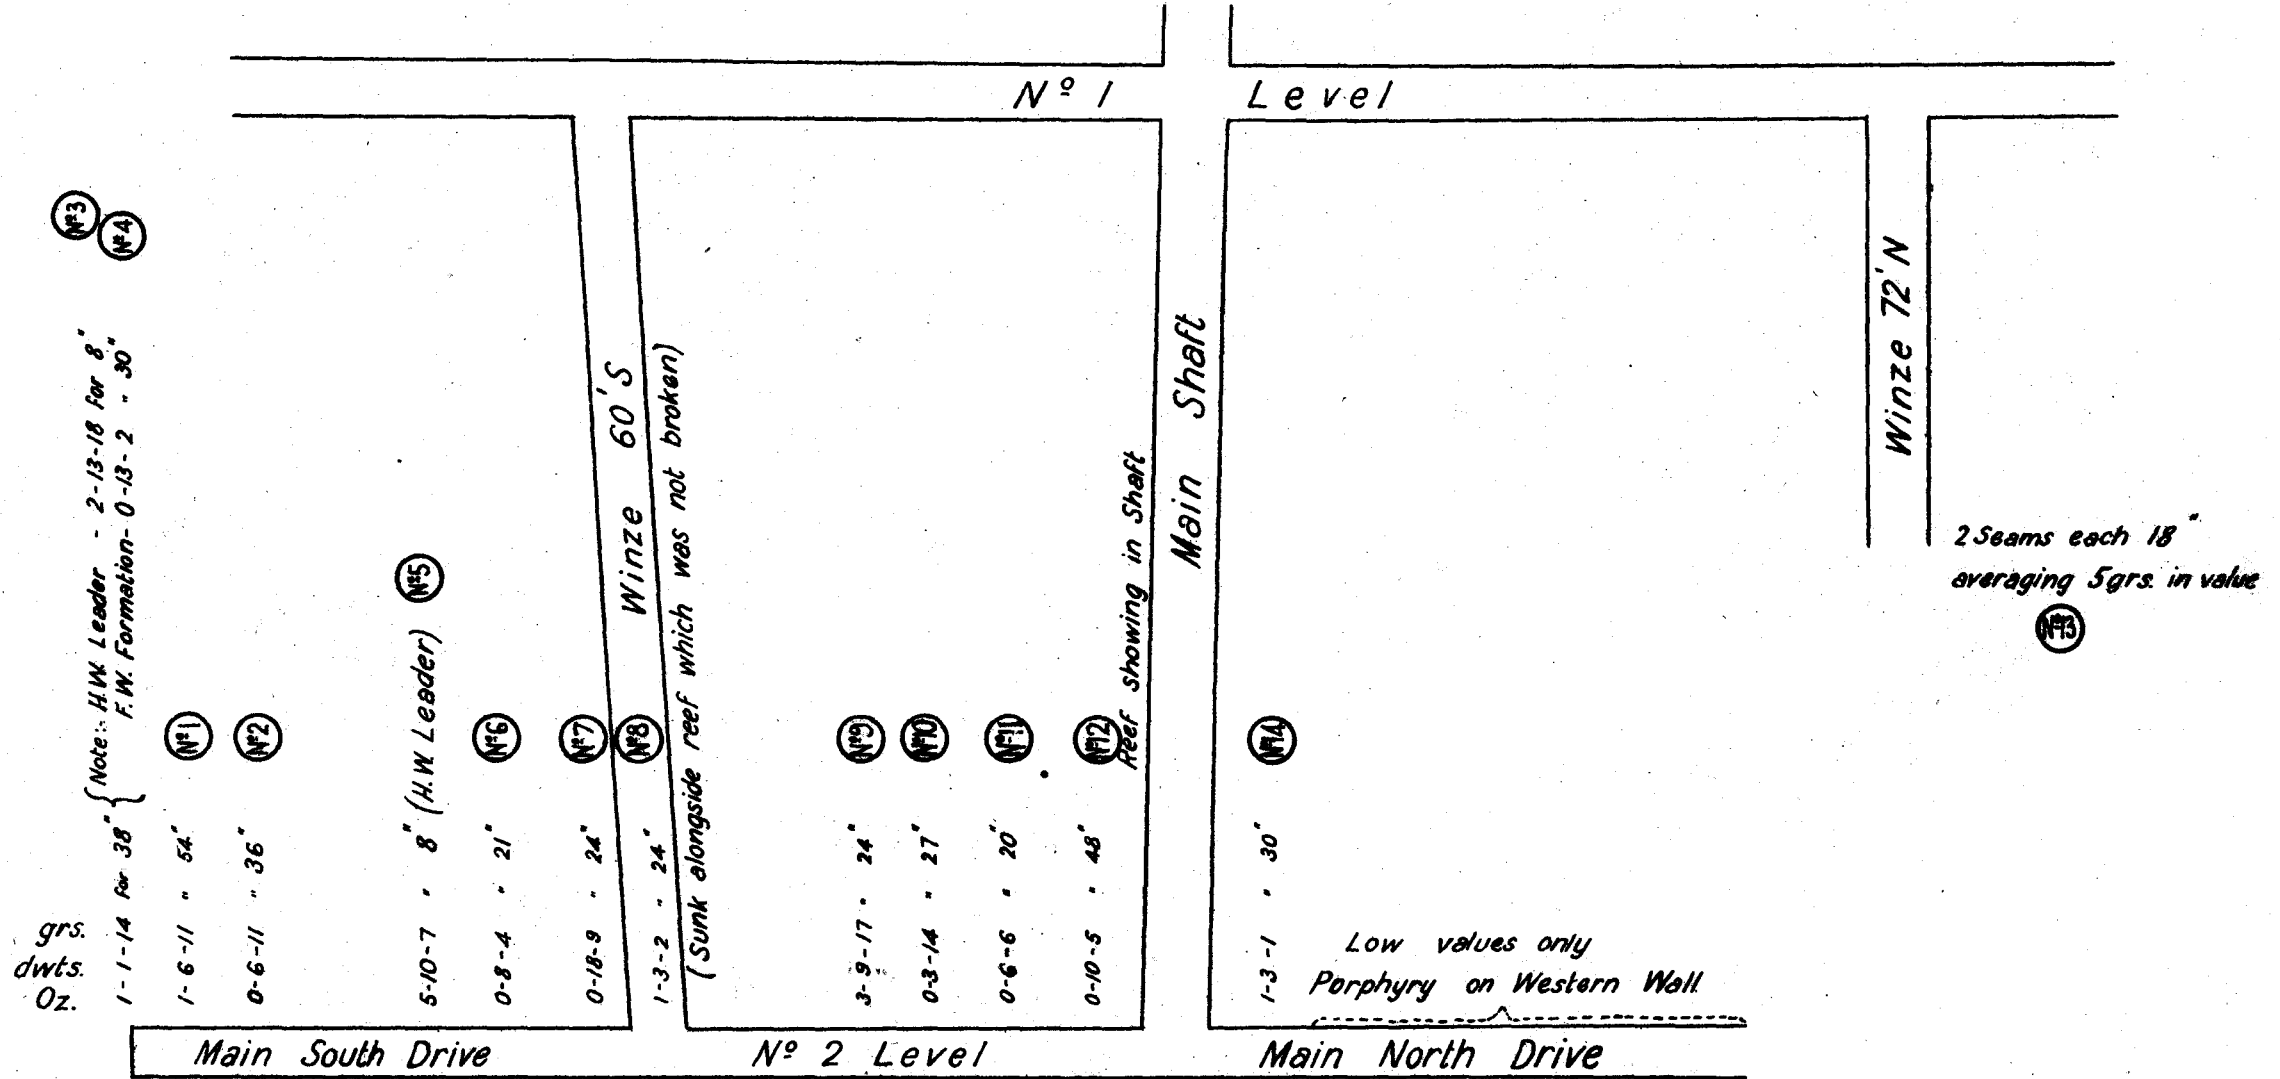 Nº 1 Level
Nº3
Nº4
(Note:- H.W. Leader - 2-13-18 for 8"
F.W. Formation - 0-13-2 " 30"
Winze 60'S
(Sunk alongside reef which was not broken)
Reef showing in Shaft
Main Shaft
Winze 72'N
2 Seams each 18"
averaging 5grs. in value
Nº13
Nº5
(H.W. Leader)
Nº1
Nº2
Nº6
Nº7
Nº8
Nº9
Nº10
Nº11
Nº12
Nº14
grs.
dwts.
Oz.
1-1-14 for 38"
1-6-11 " 54"
0-6-11 " 36"
5-10-7 " 8"
0-8-4 " 21"
0-18-9 " 24"
1-3-2 " 24"
3-9-17 " 24"
0-3-14 " 27"
0-6-6 " 20"
0-10-5 " 48"
1-3-1 " 30"
Low values only
Porphyry on Western Wall
Main South Drive Nº 2 Level Main North Drive